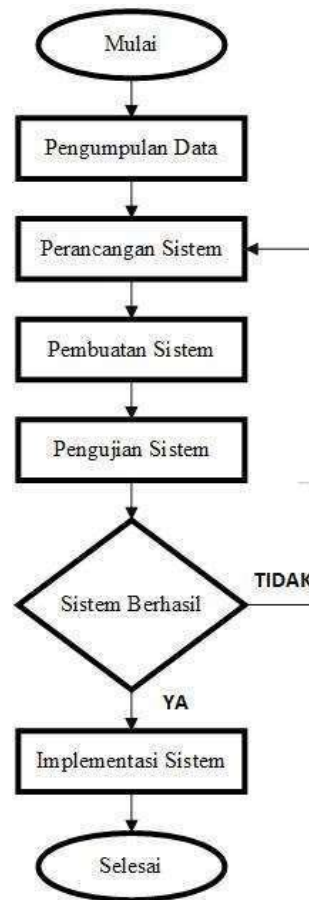 Mulai
Pengumpulan Data
Perancangan Sistem
Pembuatan Sistem
Pengujian Sistem
Sistem Berhasil
TIDAK
YA
Implementasi Sistem
Selesai